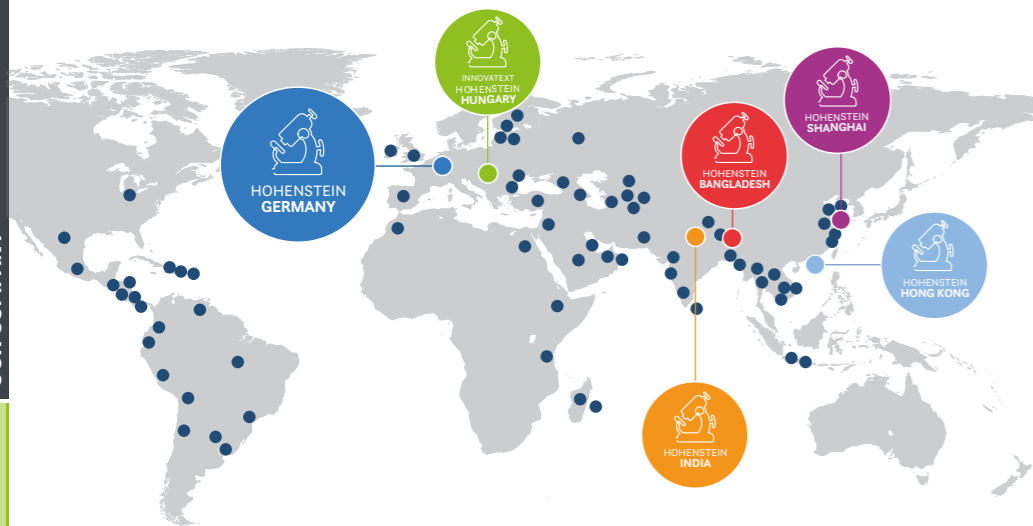 INNOVATEXT
HOHENSTEIN
HUNGARY
HOHENSTEIN
SHANGHAI
HOHENSTEIN
BANGLADESH
HOHENSTEIN
GERMANY
HOHENSTEIN
HONG KONG
HOHENSTEIN
INDIA